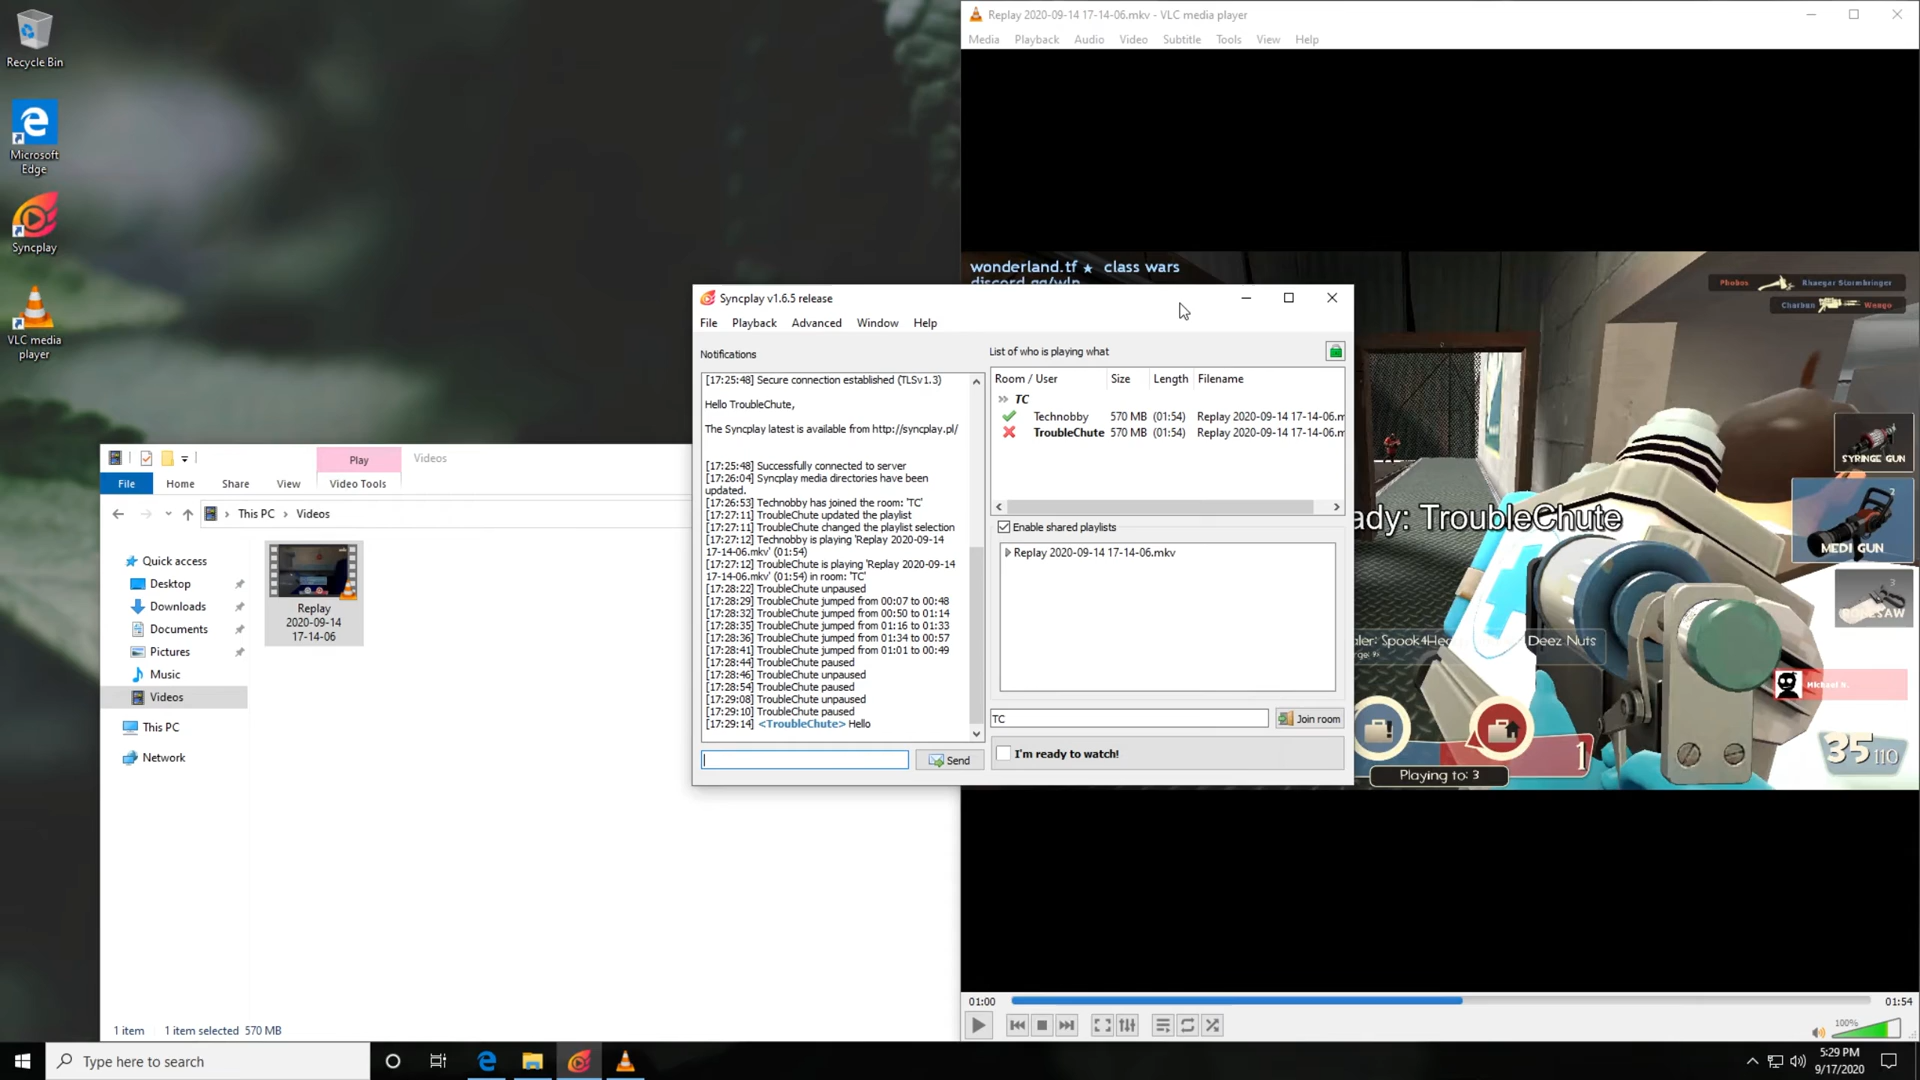 Recycle Bin
Microsoft
Edge
Syncplay
VLC media
player
Replay 2020-09-14 17-14-06.mkv - VLC media player
Media Playback Audio Video Subtitle Tools View Help
wonderland.tf ★ class wars
discord.gg/wln
Phobos Rhaegar Stormbringer
Charbun Wongo
SYRINGE GUN
MEDI GUN
3
ady: TroubleChute
aler: Spook4He
Deez Nuts
Michael N.
1
Playing to: 3
35 110
01:00
01:54
100%
Syncplay v1.6.5 release
File Playback Advanced Window Help
Notifications
[17:25:48] Secure connection established (TLSv1.3)
Hello TroubleChute,
The Syncplay latest is available from http://syncplay.pl/
[17:25:48] Successfully connected to server
[17:26:04] Syncplay media directories have been
updated.
[17:26:53] Technobby has joined the room: 'TC'
[17:27:11] TroubleChute updated the playlist
[17:27:11] TroubleChute changed the playlist selection
[17:27:12] Technobby is playing 'Replay 2020-09-14
17-14-06.mkv' (01:54)
[17:27:12] TroubleChute is playing 'Replay 2020-09-14
17-14-06.mkv' (01:54) in room: 'TC'
[17:28:22] TroubleChute unpaused
[17:28:29] TroubleChute jumped from 00:07 to 00:48
[17:28:32] TroubleChute jumped from 00:50 to 01:14
[17:28:35] TroubleChute jumped from 01:16 to 01:33
[17:28:36] TroubleChute jumped from 01:34 to 00:57
[17:28:41] TroubleChute jumped from 01:01 to 00:49
[17:28:44] TroubleChute paused
[17:28:46] TroubleChute unpaused
[17:28:54] TroubleChute paused
[17:29:08] TroubleChute unpaused
[17:29:10] TroubleChute paused
[17:29:14] <TroubleChute> Hello
Send
List of who is playing what
Room / User Size Length Filename
TC
Technobby 570 MB (01:54) Replay 2020-09-14 17-14-06.m
TroubleChute 570 MB (01:54) Replay 2020-09-14 17-14-06.m
Enable shared playlists
Replay 2020-09-14 17-14-06.mkv
TC
Join room
I'm ready to watch!
Play
Videos
File Home Share View Video Tools
This PC Videos
Quick access
Desktop
Downloads
Documents
Pictures
Music
Videos
This PC
Network
Replay
2020-09-14
17-14-06
1 item 1 item selected 570 MB
Type here to search
5:29 PM
9/17/2020